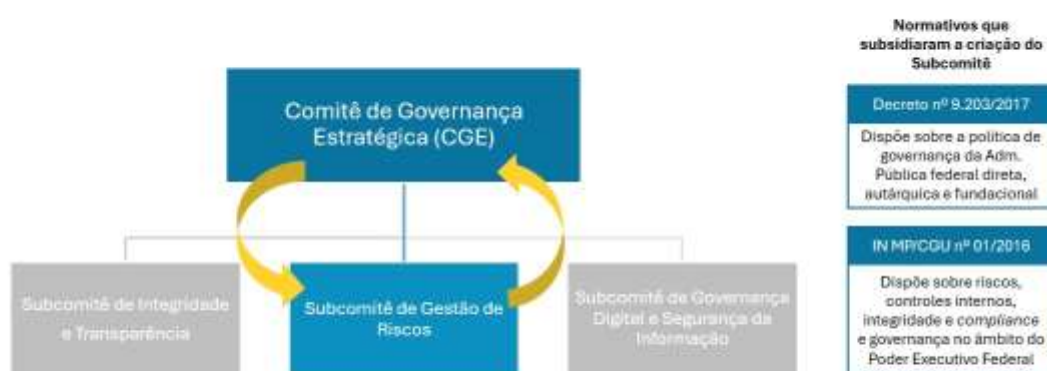 Comitê de Governança
Estratégica (CGE)
Subcomitê de Integridade
e Transparência
Subcomitê de Gestão de
Riscos
Subcomitê de Governança
Digital e Segurança da
Informação
Normativos que
subsidiaram a criação do
Subcomitê
Decreto nº 9.203/2017
Dispõe sobre a política de
governança da Adm.
Pública federal direta,
autárquica e fundacional
IN MP/CGU nº 01/2016
Dispõe sobre riscos,
controles internos,
integridade e compliance
e governança no âmbito do
Poder Executivo Federal